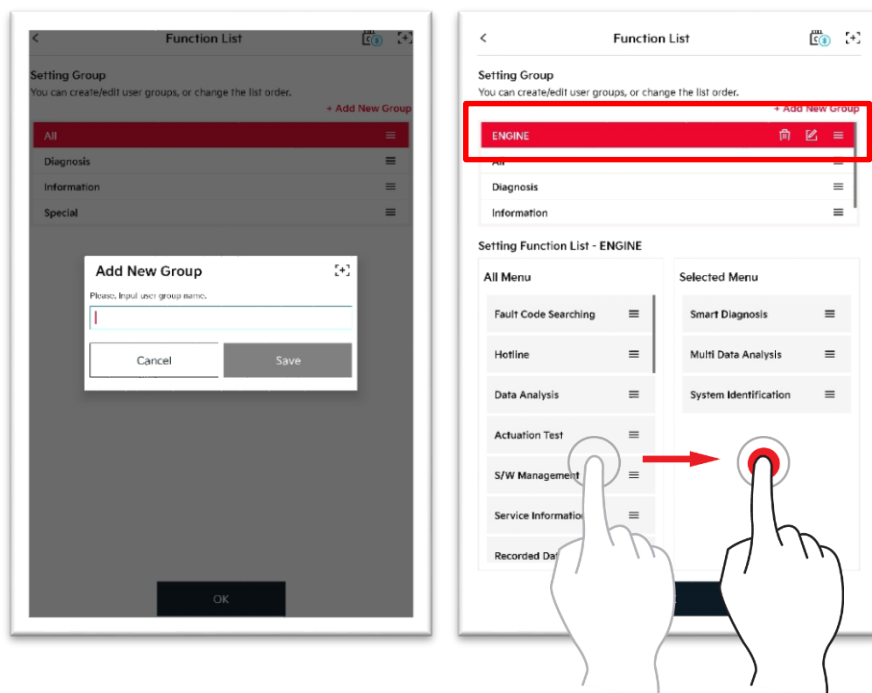 Function List
Setting Group
You can create/edit user groups, or change the list order.
+ Add New Group
All
Diagnosis
Information
Special
Add New Group
Please, Input user group name.
Cancel
Save
OK
Function List
Setting Group
You can create/edit user groups, or change the list order.
+ Add New Group
ENGINE
All
Diagnosis
Information
Setting Function List - ENGINE
All Menu
Fault Code Searching
Hotline
Data Analysis
Actuation Test
S/W Management
Service Information
Recorded
Selected Menu
Smart Diagnosis
Multi Data Analysis
System Identification